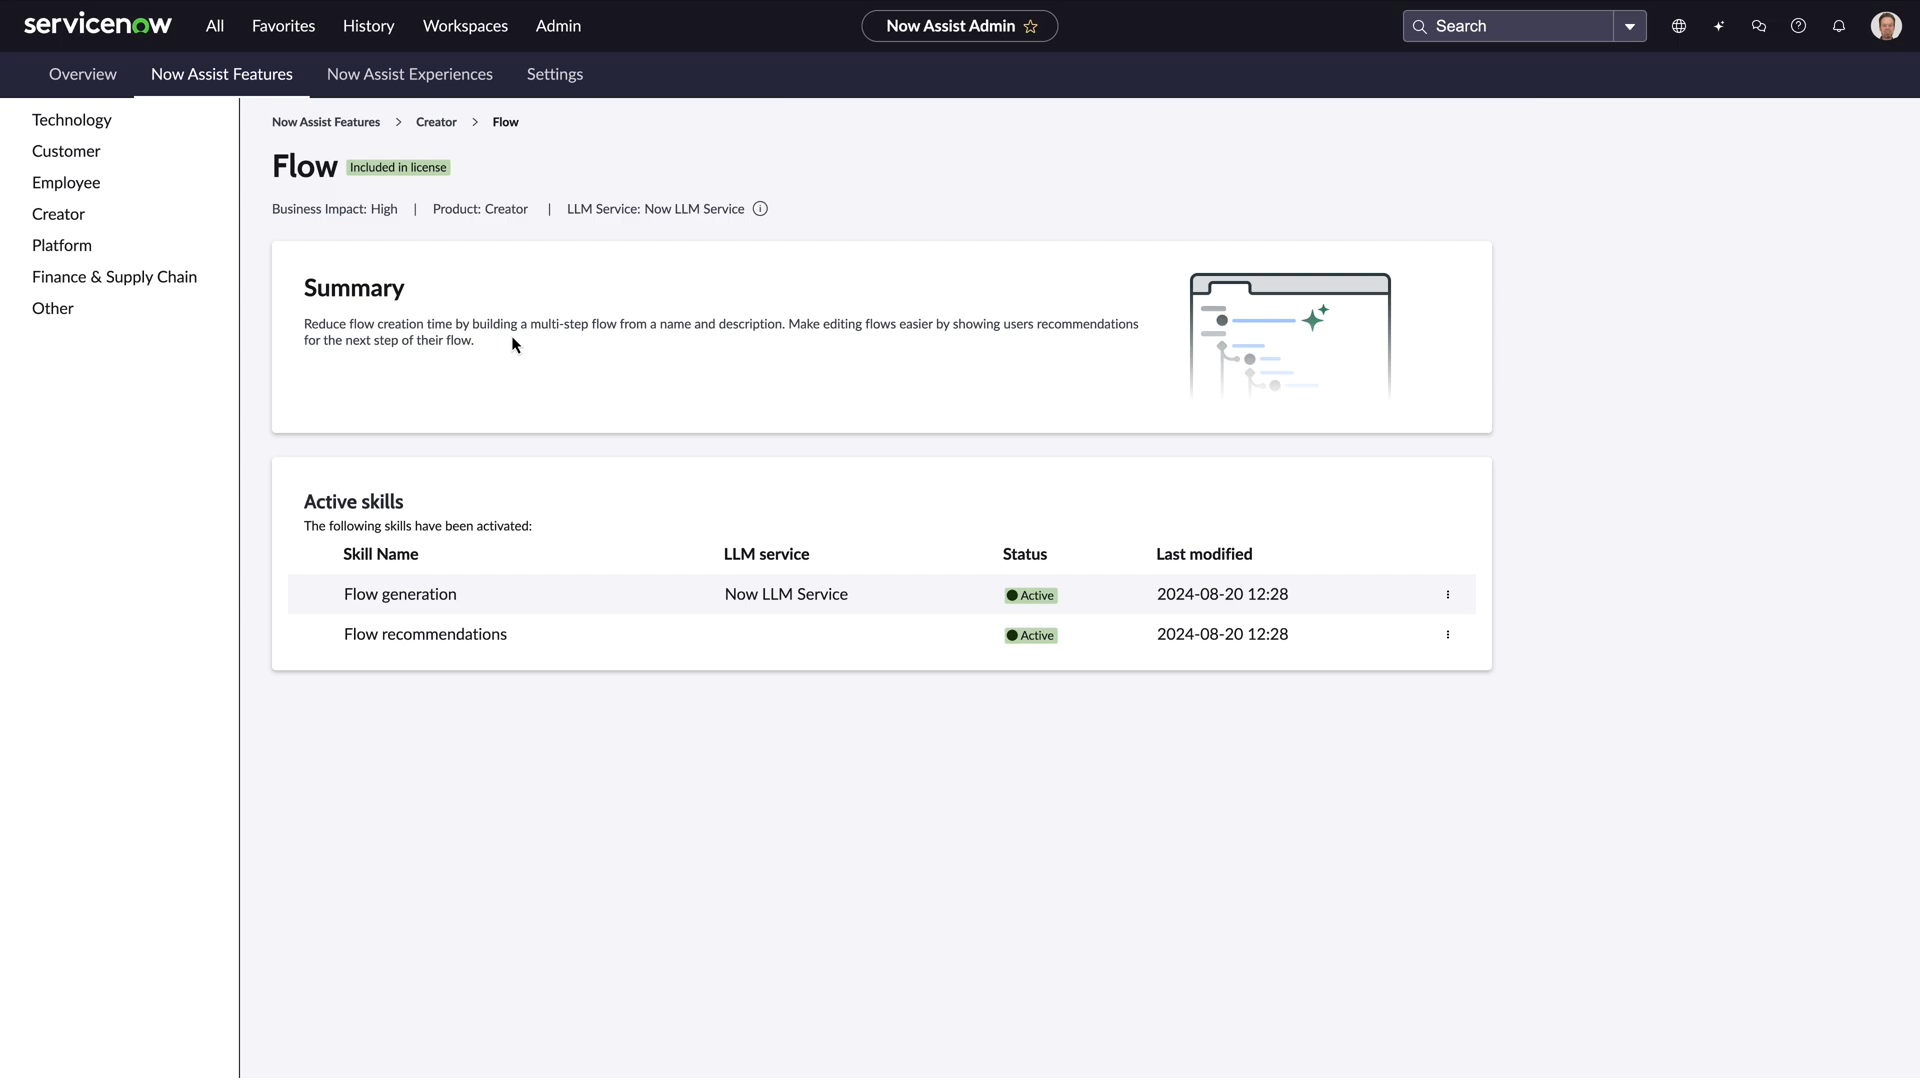 servicenow All Favorites History Workspaces Admin Now Assist Admin Search
Overview Now Assist Features Now Assist Experiences Settings
Technology
Customer
Employee
Creator
Platform
Finance & Supply Chain
Other
Now Assist Features > Creator > Flow
Flow Included in license
Business Impact: High | Product: Creator | LLM Service: Now LLM Service
Summary
Reduce flow creation time by building a multi-step flow from a name and description. Make editing flows easier by showing users recommendations
for the next step of their flow.
Active skills
The following skills have been activated:
Skill Name LLM service Status Last modified
Flow generation Now LLM Service Active 2024-08-20 12:28
Flow recommendations Active 2024-08-20 12:28